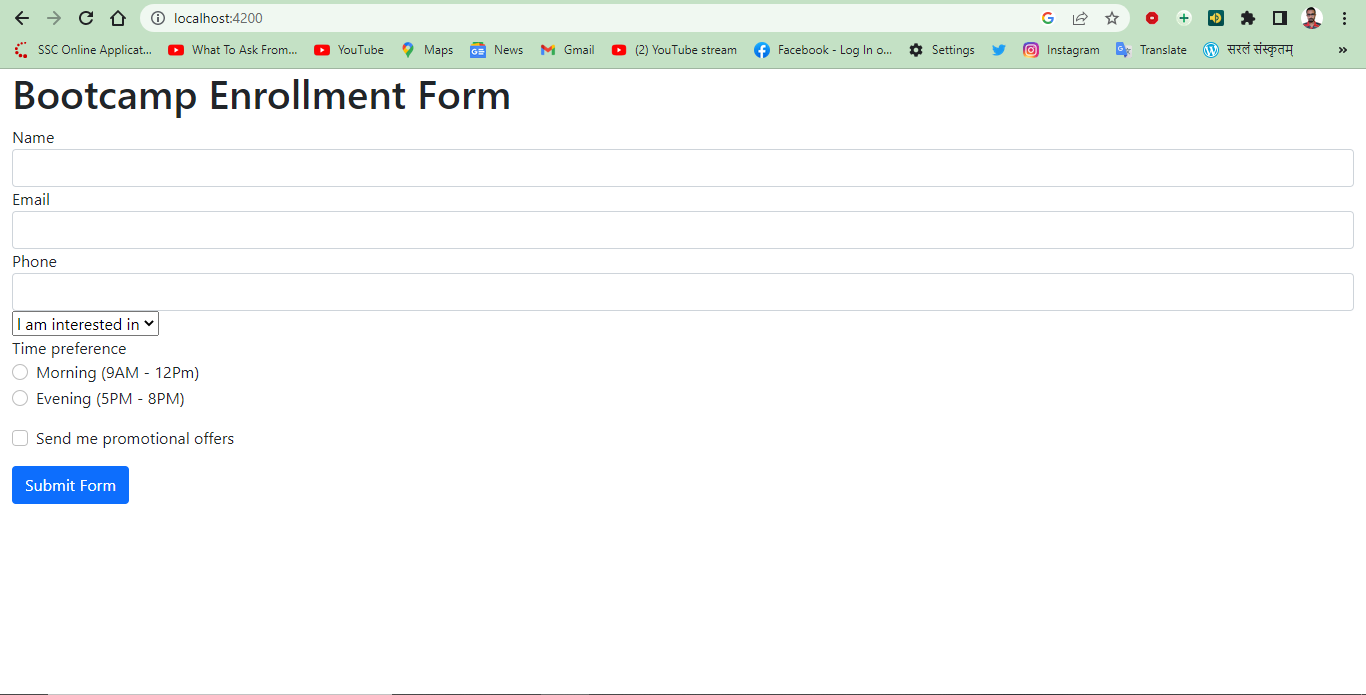 localhost:4200
SSC Online Applicat... What To Ask From... YouTube Maps News Gmail (2) YouTube stream Facebook - Log In o... Settings Instagram Translate सरलं संस्कृतम् »
Bootcamp Enrollment Form
Name
Email
Phone
I am interested in
Time preference
Morning (9AM - 12Pm)
Evening (5PM - 8PM)
Send me promotional offers
Submit Form